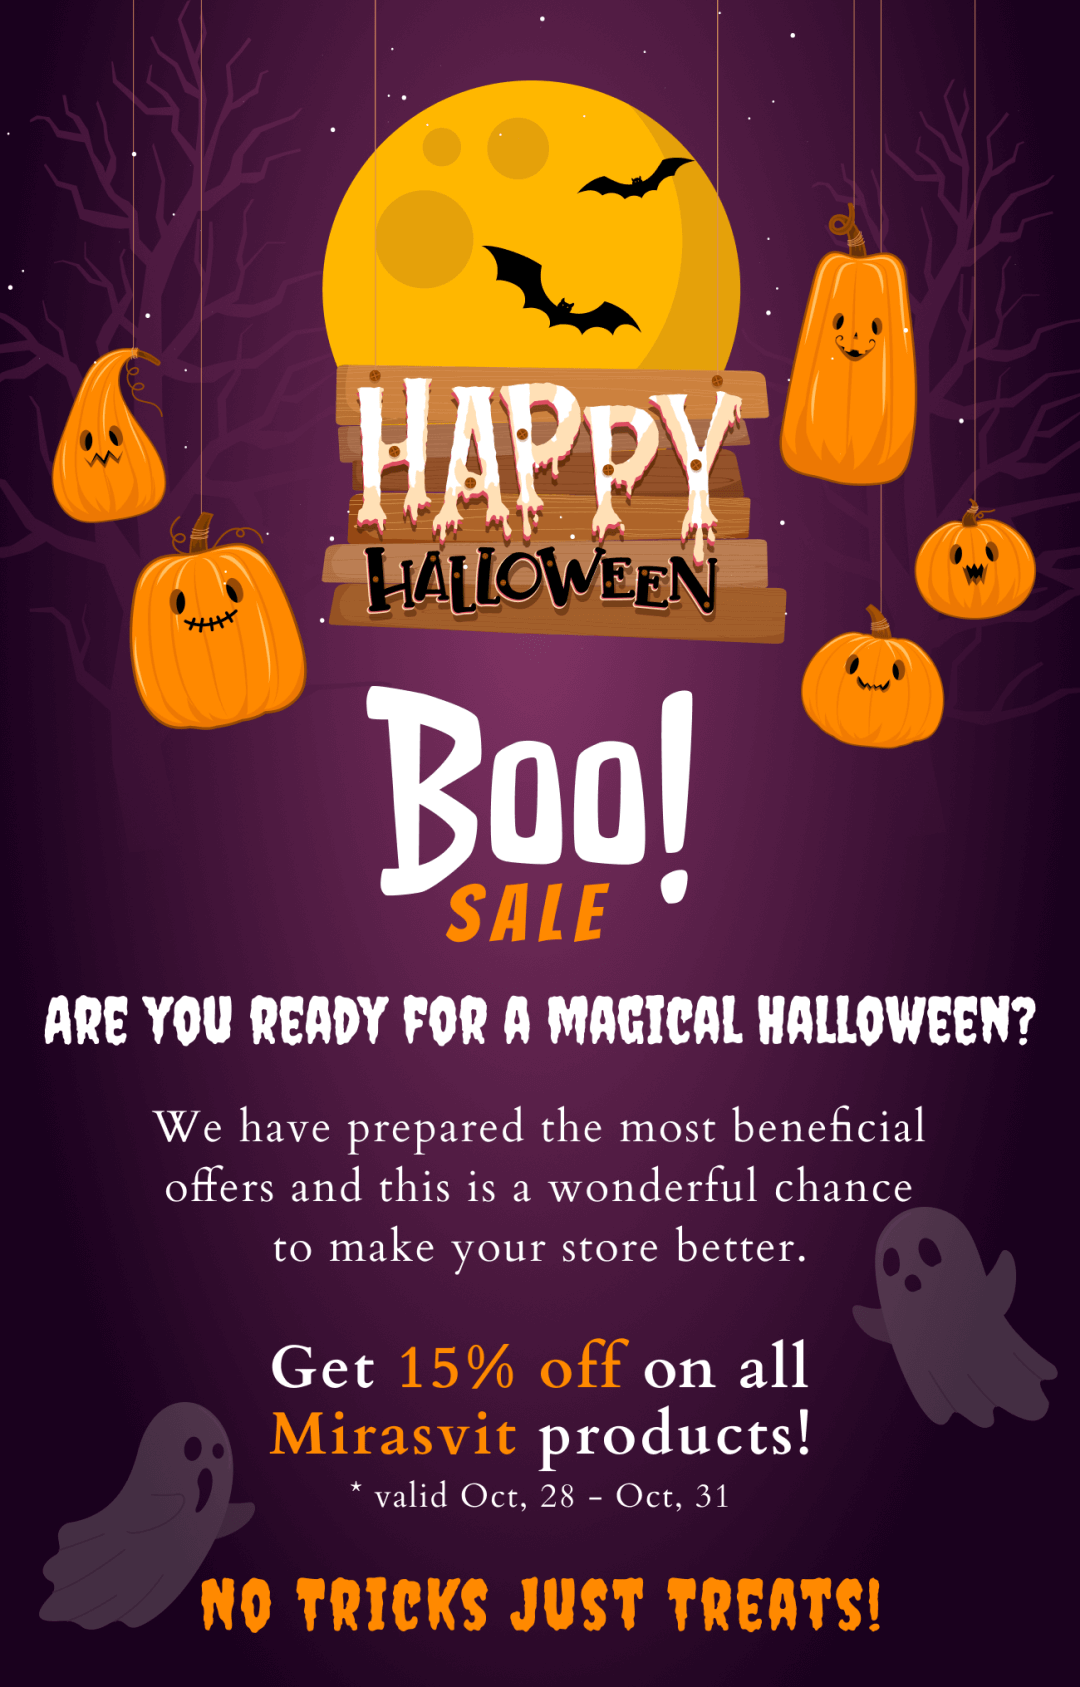 HAPPY
HALLOWEEN
Boo!
SALE
ARE YOU READY FOR A MAGICAL HALLOWEEN?
We have prepared the most beneficial
offers and this is a wonderful chance
to make your store better.
Get 15% off on all
Mirasvit products!
* valid Oct, 28 - Oct, 31
NO TRICKS JUST TREATS!